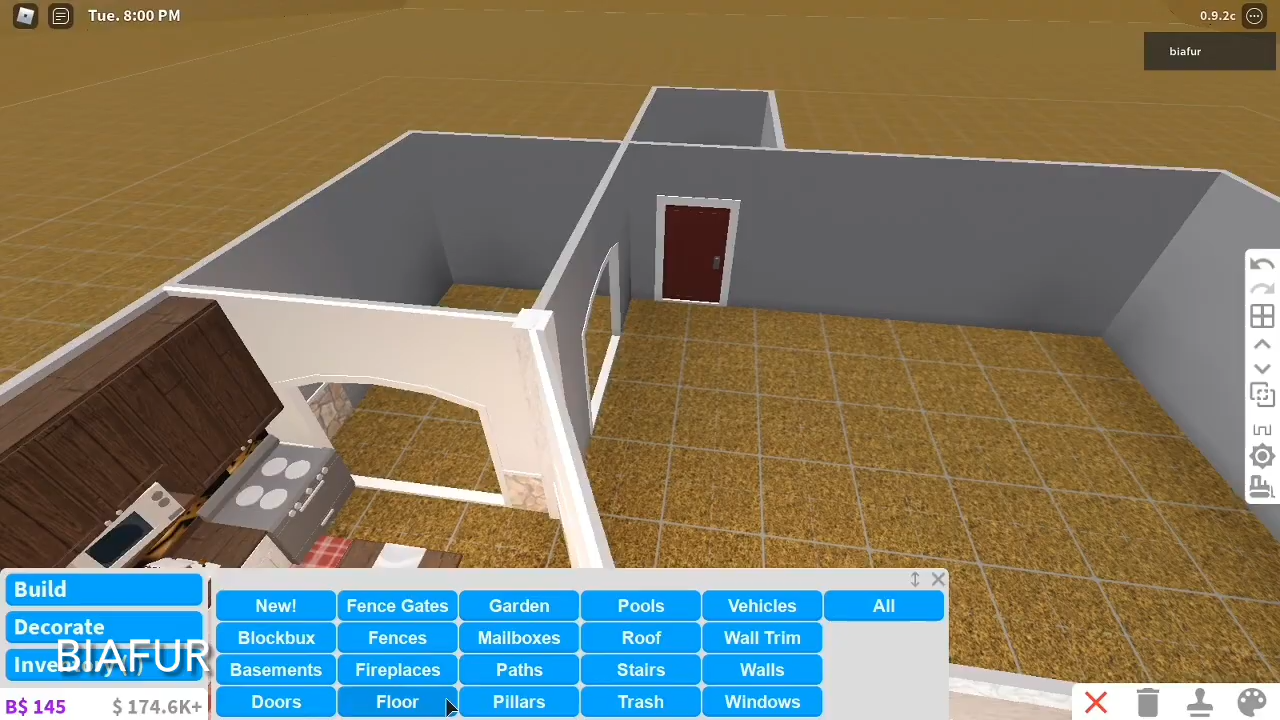 Tue. 8:00 PM
0.9.2c
biafur
Build
Decorate
BIAFUR
B$ 145
$ 174.6K+
New!
Fence Gates
Garden
Pools
Vehicles
All
Blockbux
Fences
Mailboxes
Roof
Wall Trim
Basements
Fireplaces
Paths
Stairs
Walls
Doors
Floor
Pillars
Trash
Windows